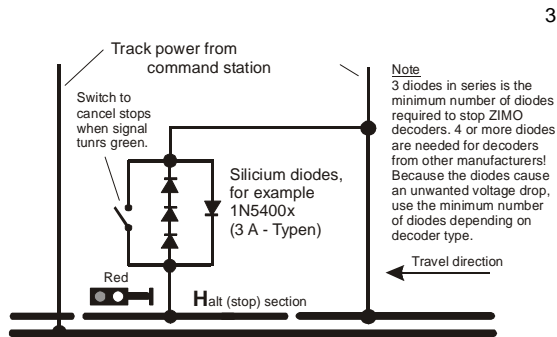 3
Track power from
command station
Note
3 diodes in series is the
minimum number of diodes
required to stop ZIMO
decoders. 4 or more diodes
are needed for decoders
from other manufacturers!
Because the diodes cause
an unwanted voltage drop,
use the minimum number
of diodes depending on
decoder type.
Switch to
cancel stops
when signal
tunrs green.
Silicium diodes,
for example
1N5400x
(3 A - Typen)
Travel direction
Red
Halt (stop) section